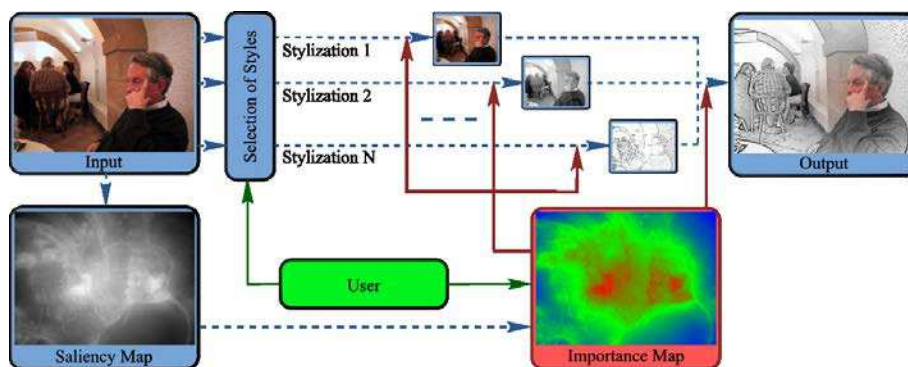 Input
Selection of Styles
Stylization 1
Stylization 2
Stylization N
Output
Saliency Map
User
Importance Map